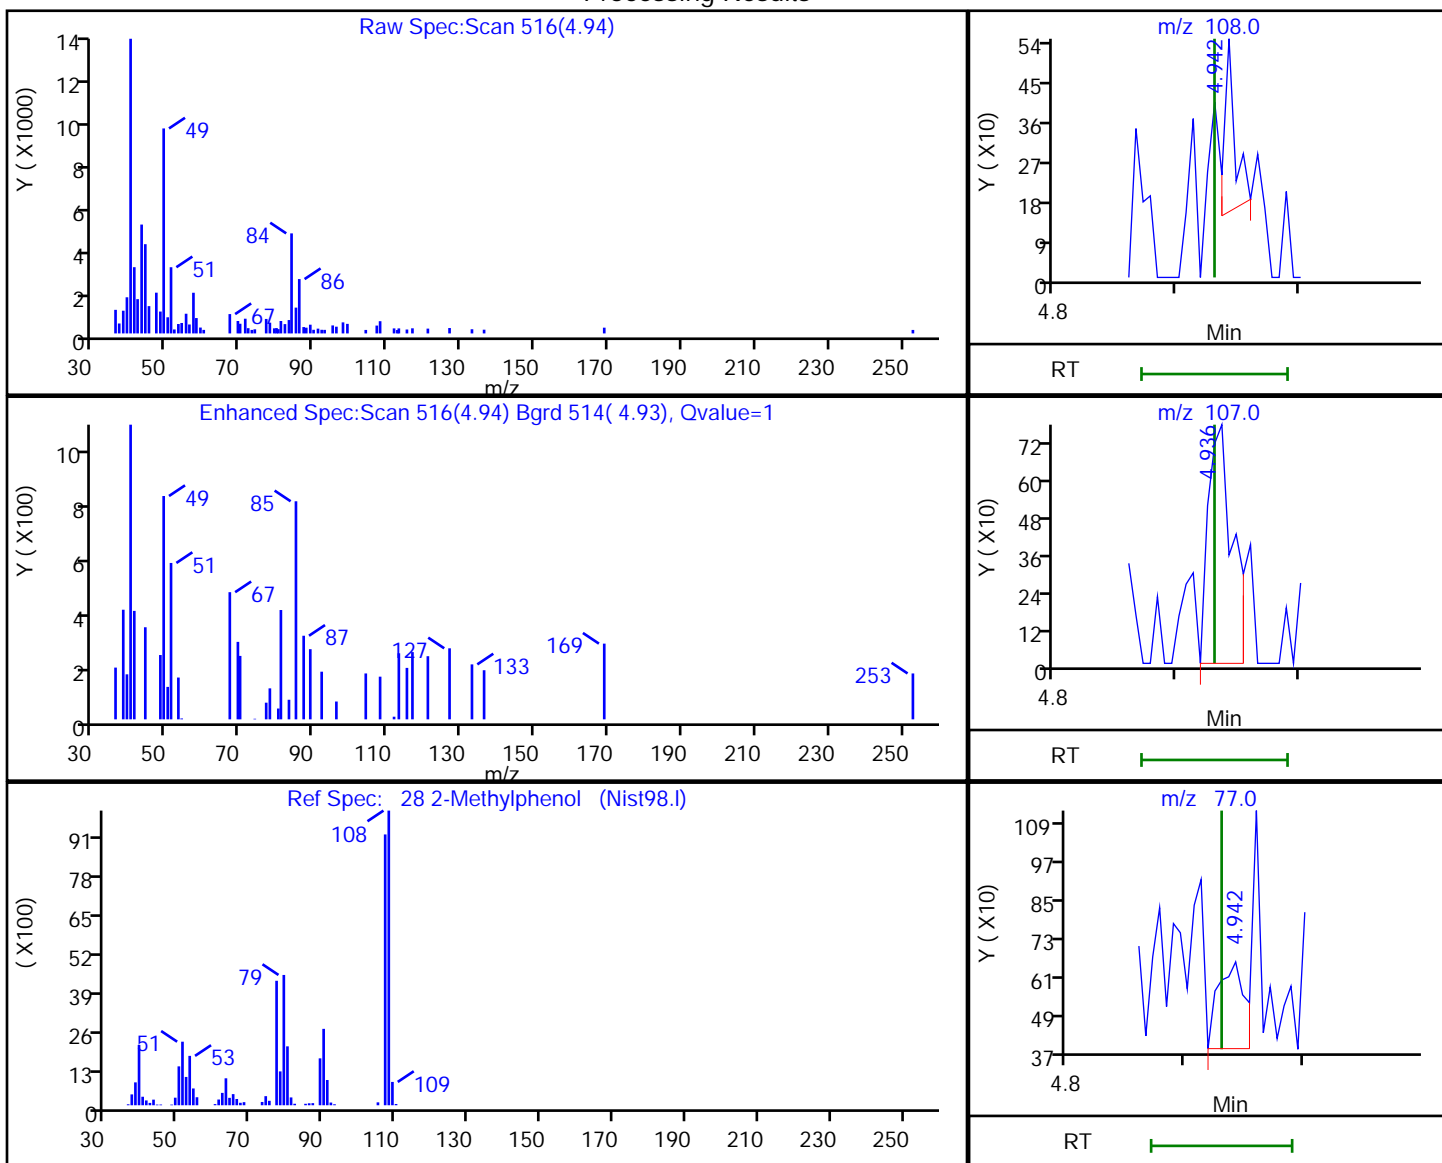 Processing Results
Raw Spec:Scan 516(4.94)
Y ( X1000)
14
12
10
8
6
4
2
0
49
51
67
84
86
30 50 70 90 110 130 150 170 190 210 230 250
m/z
m/z 108.0
Y ( X10)
54
45
36
27
18
9
0
4.942
4.8
Min
RT
Enhanced Spec:Scan 516(4.94) Bgrd 514( 4.93), Qvalue=1
Y ( X100)
10
8
6
4
2
0
49
51
67
85
87
127
133
169
253
30 50 70 90 110 130 150 170 190 210 230 250
m/z
m/z 107.0
Y ( X10)
72
60
48
36
24
12
0
4.936
4.8
Min
RT
Ref Spec: 28 2-Methylphenol (Nist98.l)
( X100)
91
78
65
52
39
26
13
0
51
53
79
108
109
30 50 70 90 110 130 150 170 190 210 230 250
m/z 77.0
Y ( X10)
109
97
85
73
61
49
37
4.942
4.8
Min
RT